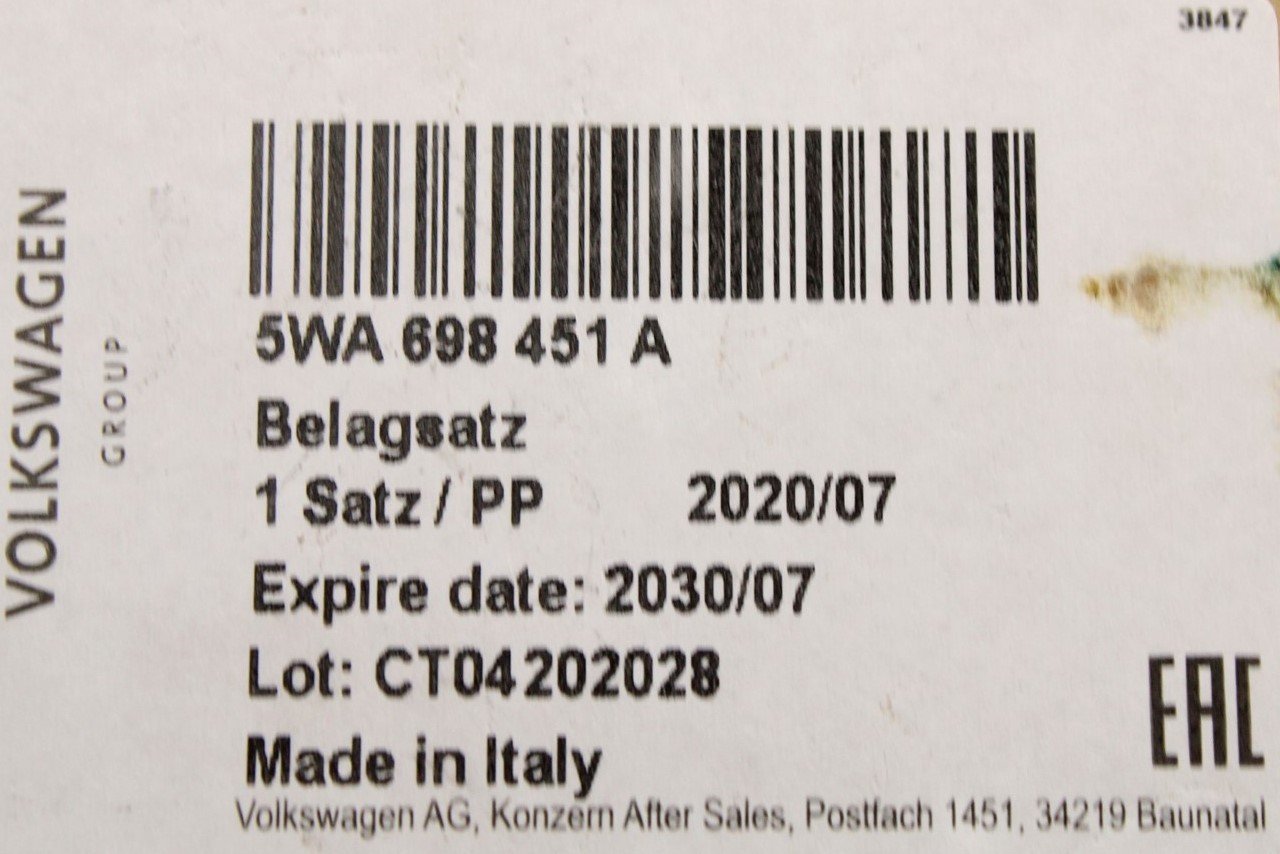 3847
VOLKSWAGEN
GROUP
5WA 698 451 A
Belagsatz
1 Satz / PP 2020/07
Expire date: 2030/07
Lot: CT04202028
EAC
Made in Italy
Volkswagen AG, Konzern After Sales, Postfach 1451, 34219 Baunatal